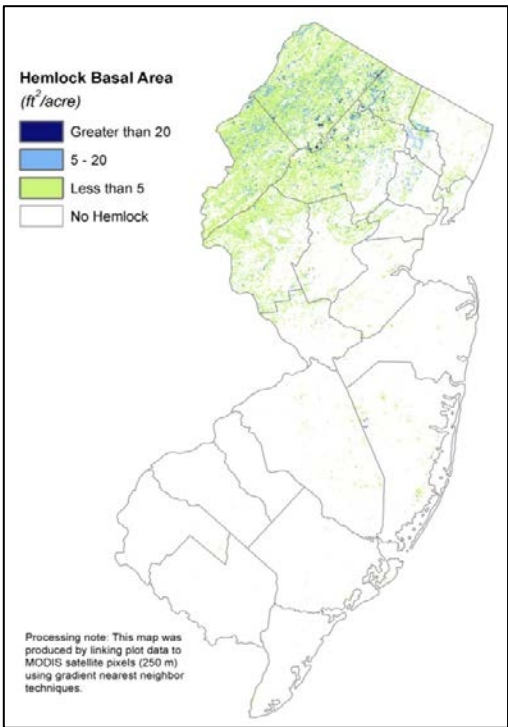 Hemlock Basal Area
(ft²/acre)
Greater than 20
5 - 20
Less than 5
No Hemlock
Processing note: This map was
produced by linking plot data to
MODIS satellite pixels (250 m)
using gradient nearest neighbor
techniques.